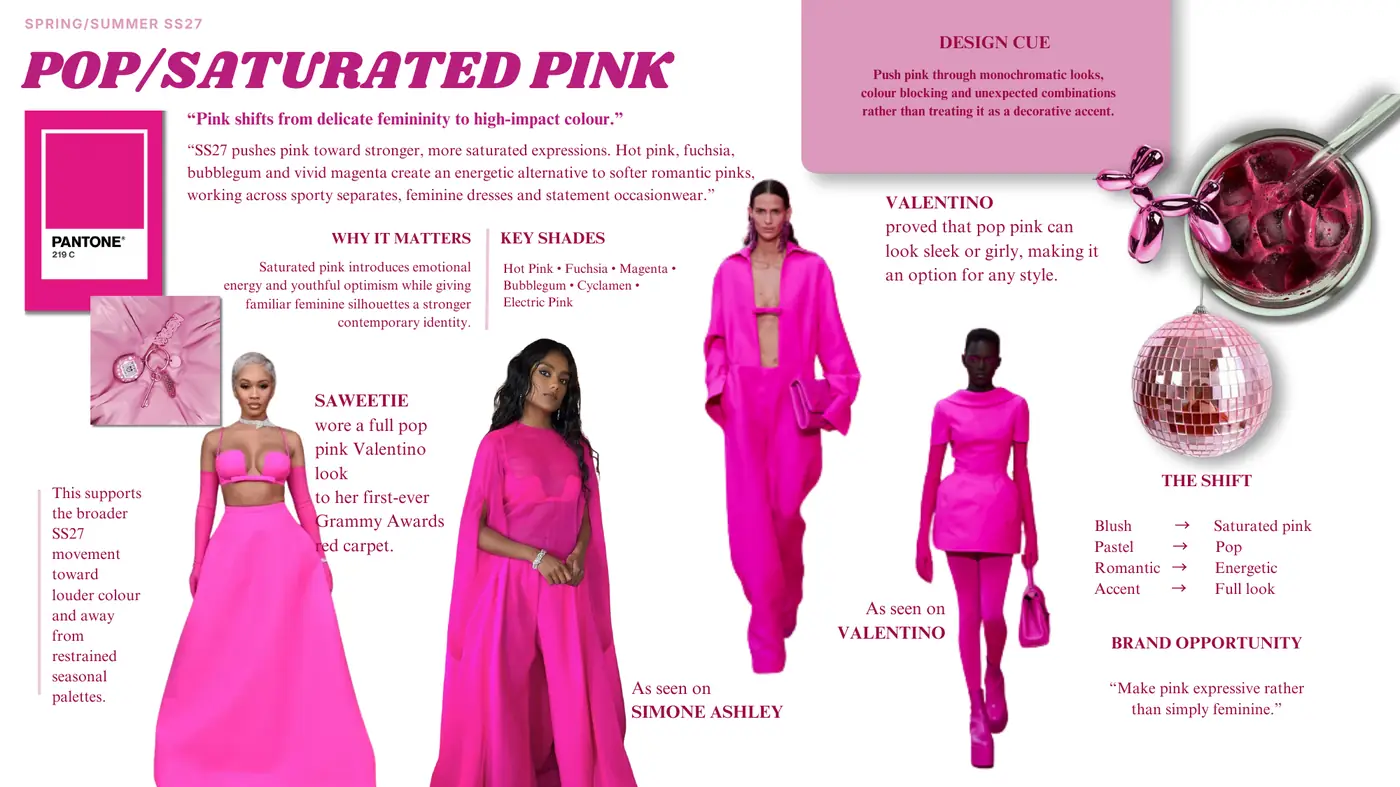 SPRING/SUMMER SS27
POP/SATURATED PINK
PANTONE®
219 C
“Pink shifts from delicate femininity to high-impact colour.”
“SS27 pushes pink toward stronger, more saturated expressions. Hot pink, fuchsia,
bubblegum and vivid magenta create an energetic alternative to softer romantic pinks,
working across sporty separates, feminine dresses and statement occasionwear.”
WHY IT MATTERS
Saturated pink introduces emotional
energy and youthful optimism while giving
familiar feminine silhouettes a stronger
contemporary identity.
KEY SHADES
Hot Pink • Fuchsia • Magenta •
Bubblegum • Cyclamen •
Electric Pink
DESIGN CUE
Push pink through monochromatic looks,
colour blocking and unexpected combinations
rather than treating it as a decorative accent.
VALENTINO
proved that pop pink can
look sleek or girly, making it
an option for any style.
SAWEETIE
wore a full pop
pink Valentino
look
to her first-ever
Grammy Awards
red carpet.
This supports
the broader
SS27
movement
toward
louder colour
and away
from
restrained
seasonal
palettes.
As seen on
SIMONE ASHLEY
As seen on
VALENTINO
THE SHIFT
Blush → Saturated pink
Pastel → Pop
Romantic → Energetic
Accent → Full look
BRAND OPPORTUNITY
“Make pink expressive rather
than simply feminine.”